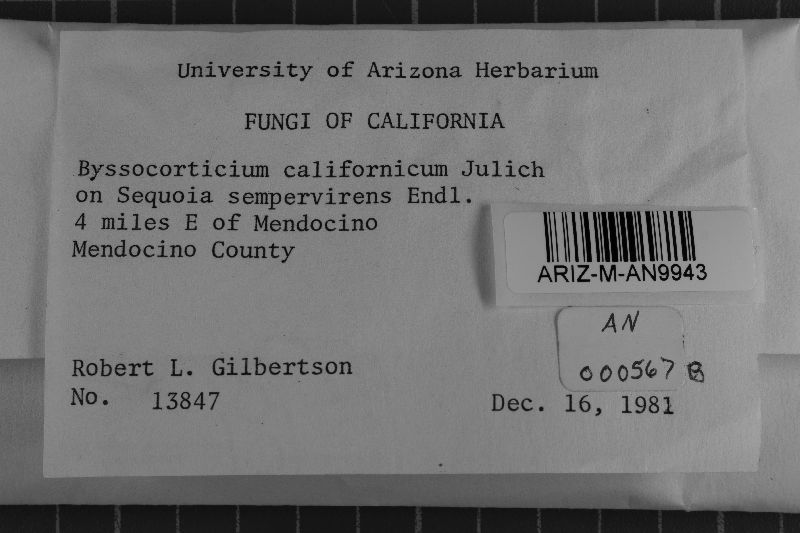 University of Arizona Herbarium
FUNGI OF CALIFORNIA
Byssocorticium californicum Julich
on Sequoia sempervirens Endl.
4 miles E of Mendocino
Mendocino County
ARIZ-M-AN9943
AN
000567 B
Robert L. Gilbertson
No. 13847
Dec. 16, 1981